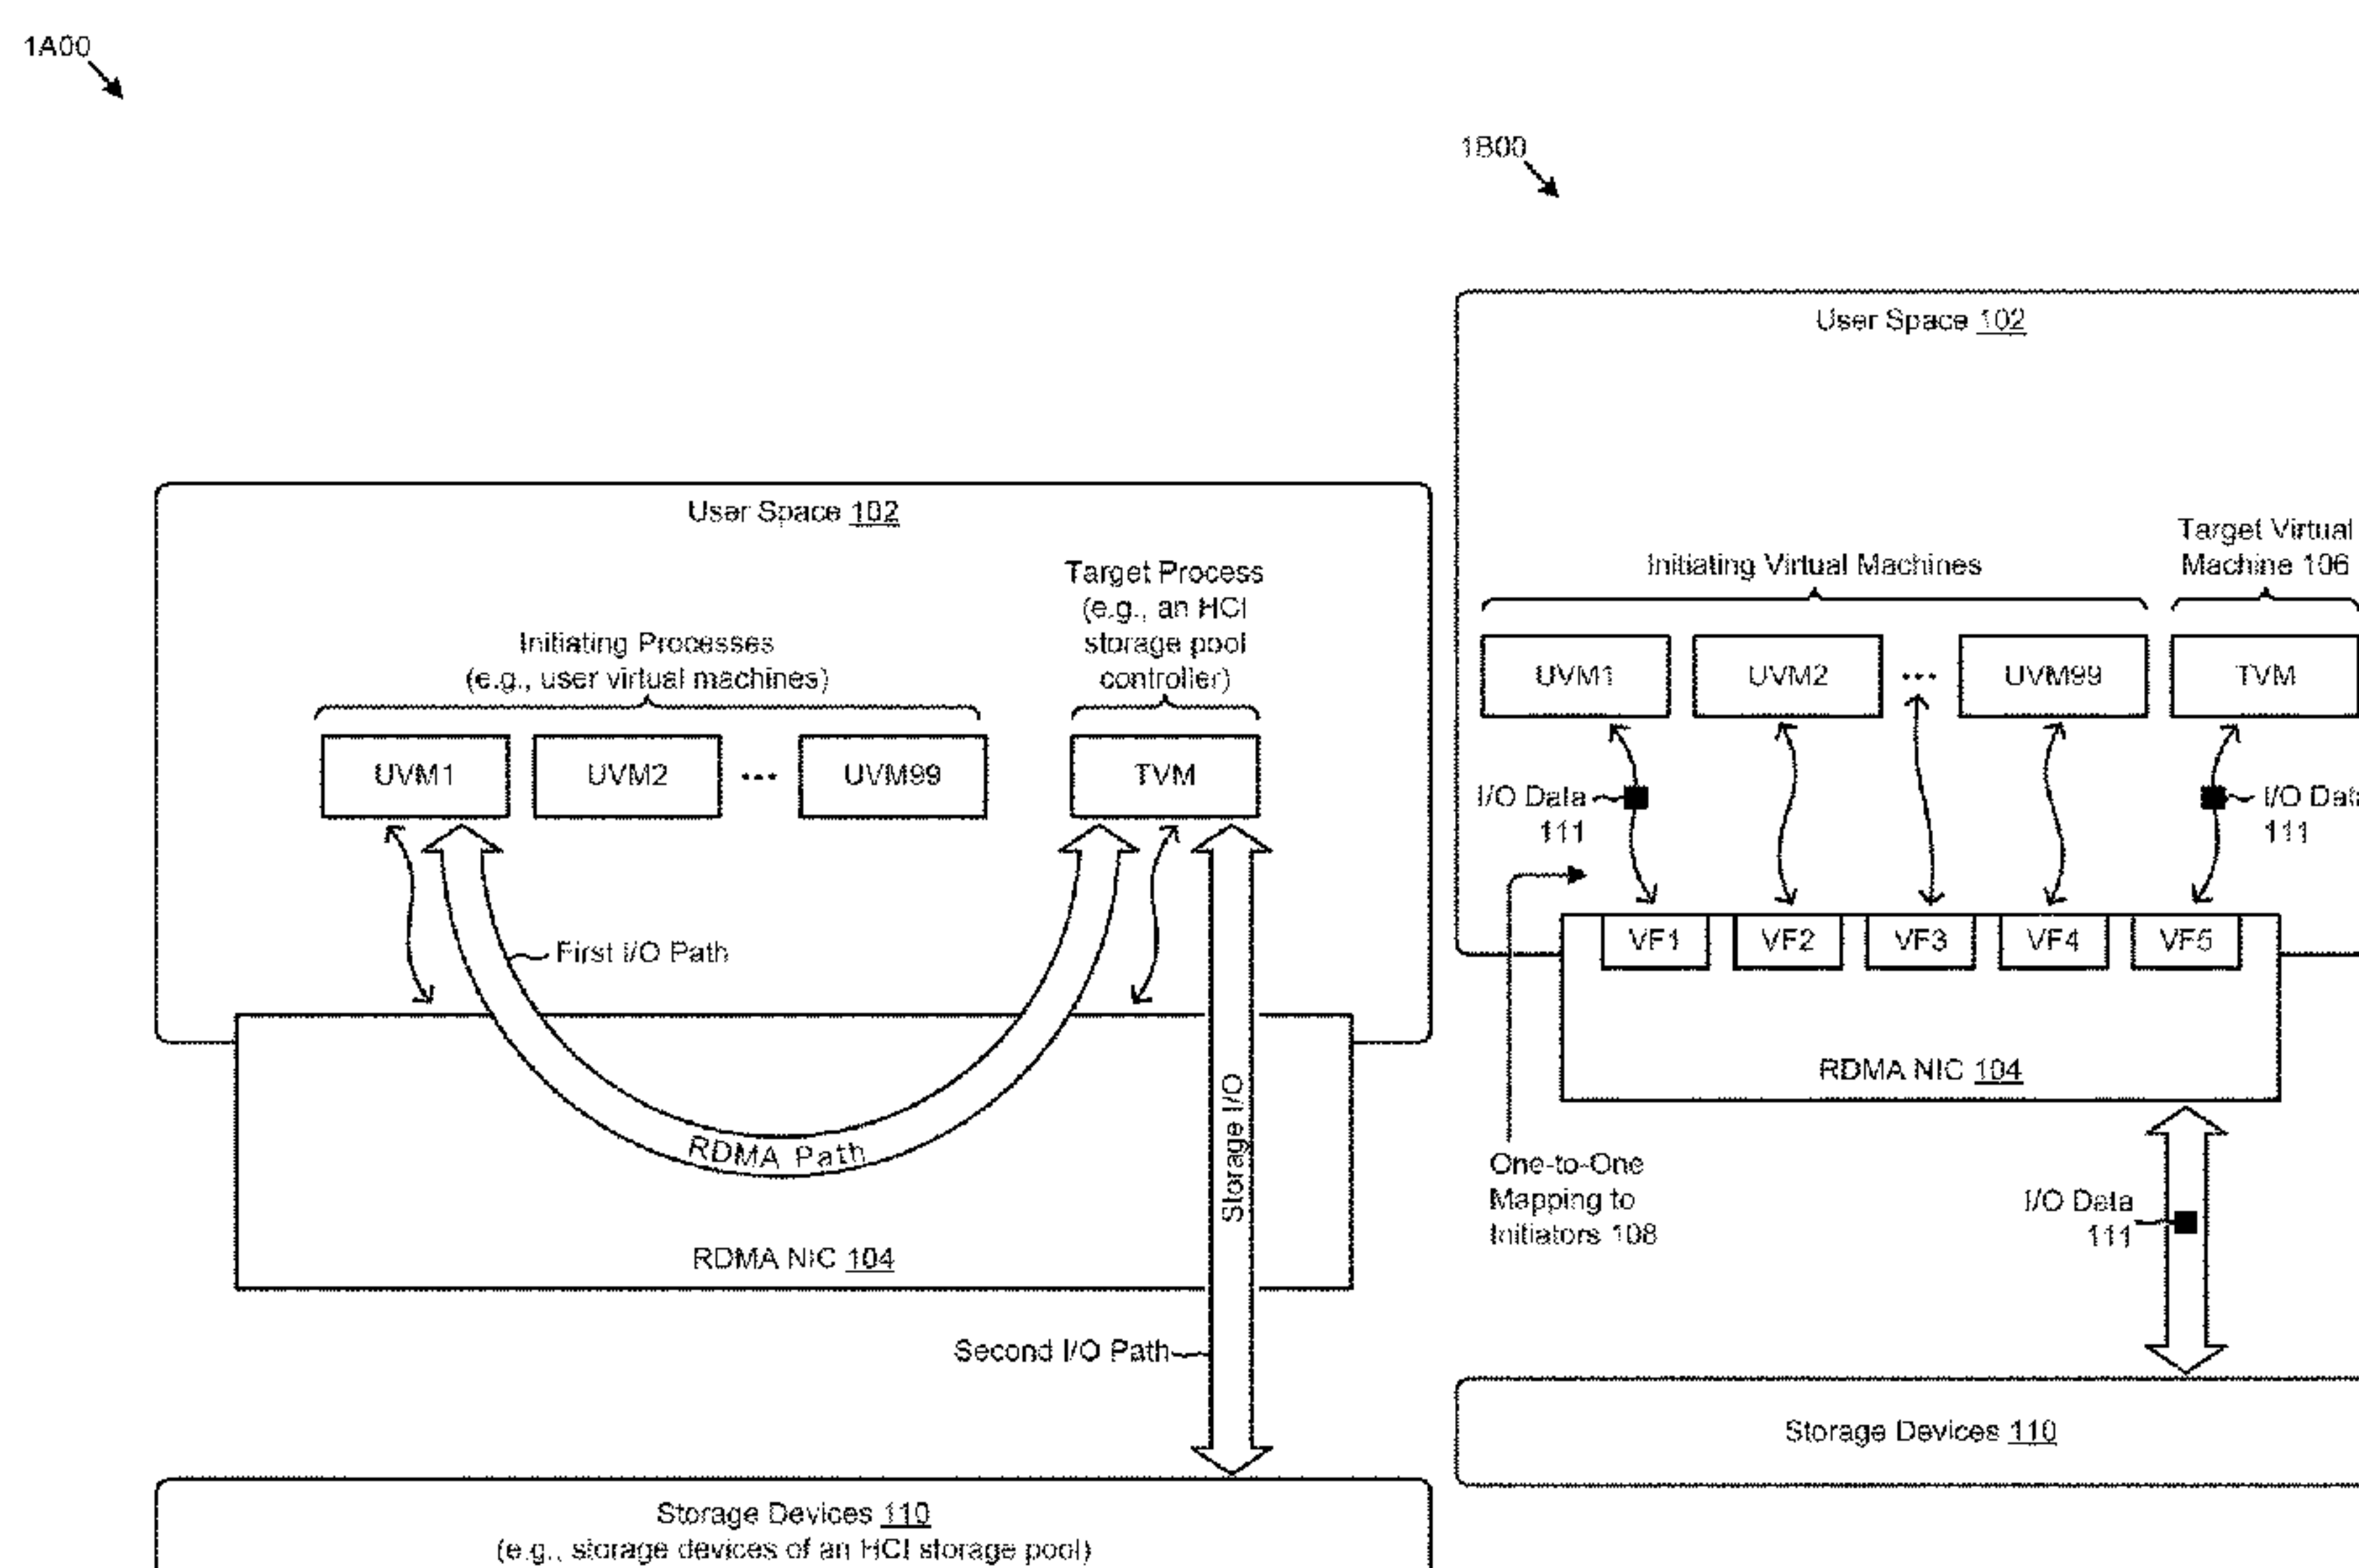 1A00
User Space 102
Target Process
(e.g., an HCI
storage pool
controller)
Initiating Processes
(e.g., user virtual machines)
UVM1
UVM2
...
UVM99
TVM
First I/O Path
RDMA Path
Storage I/O
RDMA NIC 104
Second I/O Path
Storage Devices 110
(e.g., storage devices of an HCI storage pool)
1B00
User Space 102
Initiating Virtual Machines
Target Virtual
Machine 106
UVM1
UVM2
...
UVM99
TVM
I/O Data
111
I/O Dat
111
VF1
VF2
VF3
VF4
VF5
RDMA NIC 104
One-to-One
Mapping to
Initiators 108
I/O Data
111
Storage Devices 110